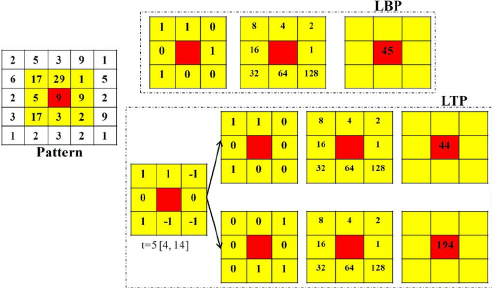 LBP
1 1 0
0 1
1 0 0
8 4 2
16 1
32 64 128
45
2 5 3 9 1
6 17 29 1 5
2 5 9 9 2
3 17 3 2 9
1 2 3 2 1
Pattern
LTP
1 1 -1
0 0
1 -1 -1
t=5 [4, 14]
1 1 0
0 0
1 0 0
8 4 2
16 1
32 64 128
44
0 0 1
0 0
0 1 1
8 4 2
16 1
32 64 128
194